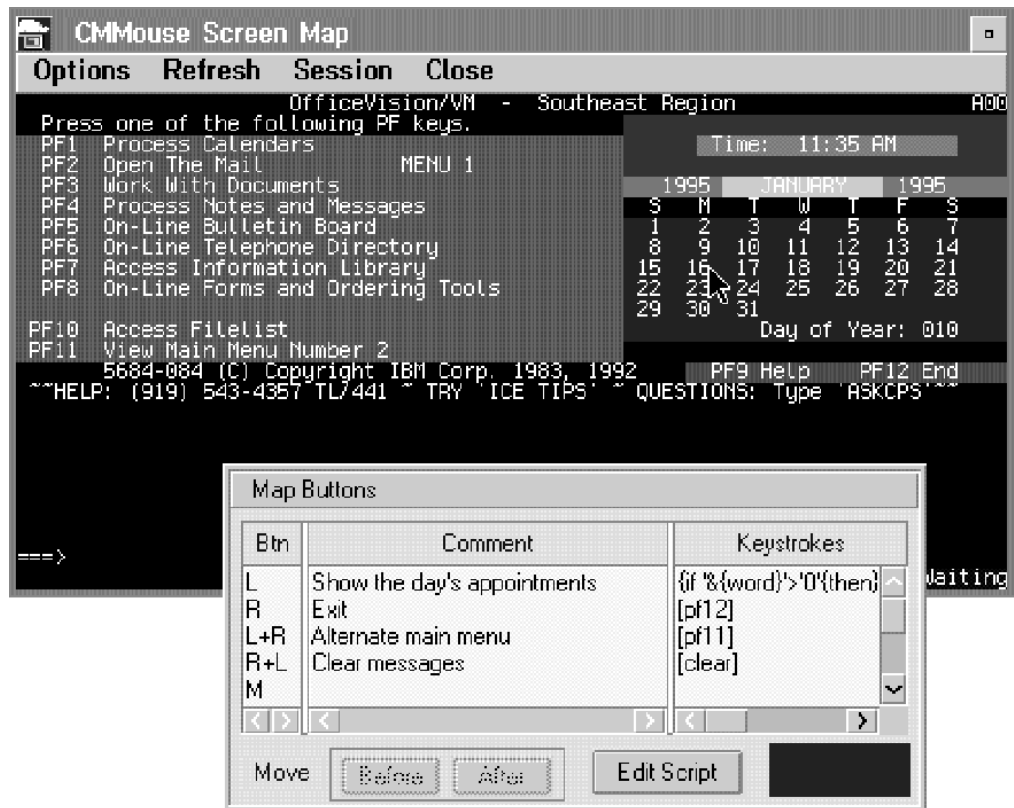 CMMouse Screen Map
Options Refresh Session Close
OfficeVision/VM - Southeast Region A00
Press one of the following PF keys.
PF1 Process Calendars Time: 11:35 AM
PF2 Open The Mail MENU 1
PF3 Work With Documents 1995 JANUARY 1995
PF4 Process Notes and Messages S M T W T F S
PF5 On-Line Bulletin Board 1 2 3 4 5 6 7
PF6 On-Line Telephone Directory 8 9 10 11 12 13 14
PF7 Access Information Library 15 16 17 18 19 20 21
PF8 On-Line Forms and Ordering Tools 22 23 24 25 26 27 28
29 30 31
PF10 Access Filelist Day of Year: 010
PF11 View Main Menu Number 2
5684-084 (C) Copyright IBM Corp. 1983, 1992 PF9 Help PF12 End
~~HELP: (919) 543-4357 TL/441 ~ TRY 'ICE TIPS' ~ QUESTIONS: Type 'ASKCPS'~~
Map Buttons
Btn Comment Keystrokes
===>
L Show the day's appointments {if '&{word}'>'0'{then} Waiting
R Exit [pf12]
L+R Alternate main menu [pf11]
R+L Clear messages [clear]
M
Move Before After Edit Script